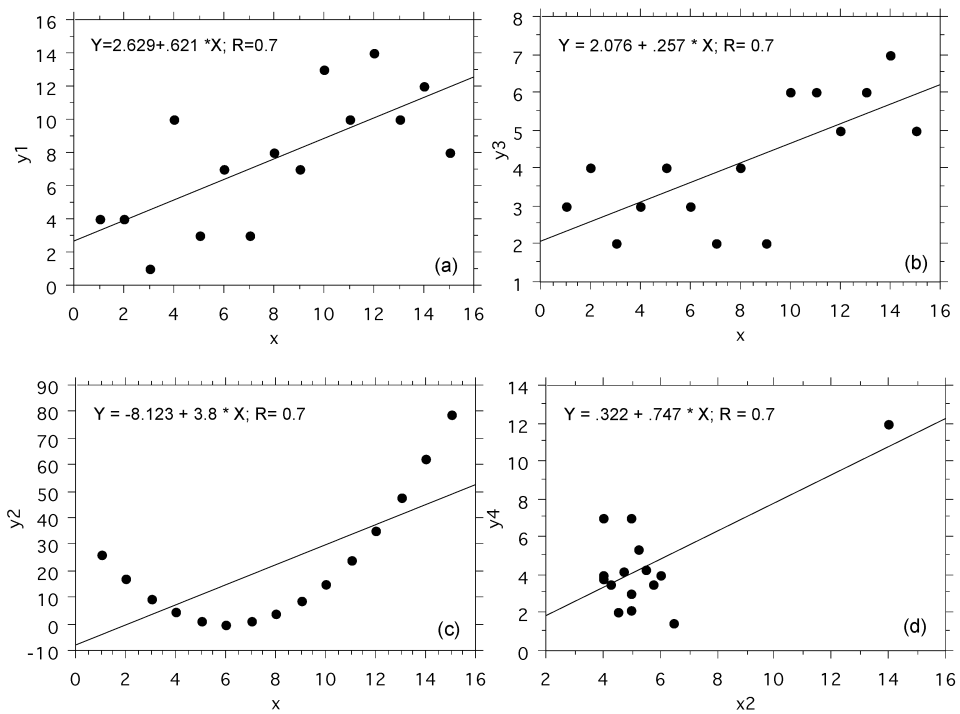 Y=2.629+.621 *X; R=0.7
16
14
12
10
8
6
4
2
0
y1
(a)
0 2 4 6 8 10 12 14 16
x
Y = 2.076 + .257 * X; R= 0.7
8
7
6
5
4
3
2
1
y3
(b)
0 2 4 6 8 10 12 14 16
x
Y = -8.123 + 3.8 * X; R= 0.7
90
80
70
60
50
40
30
20
10
0
-10
y2
(c)
0 2 4 6 8 10 12 14 16
x
Y = .322 + .747 * X; R = 0.7
14
12
10
8
6
4
2
0
y4
(d)
2 4 6 8 10 12 14 16
x2